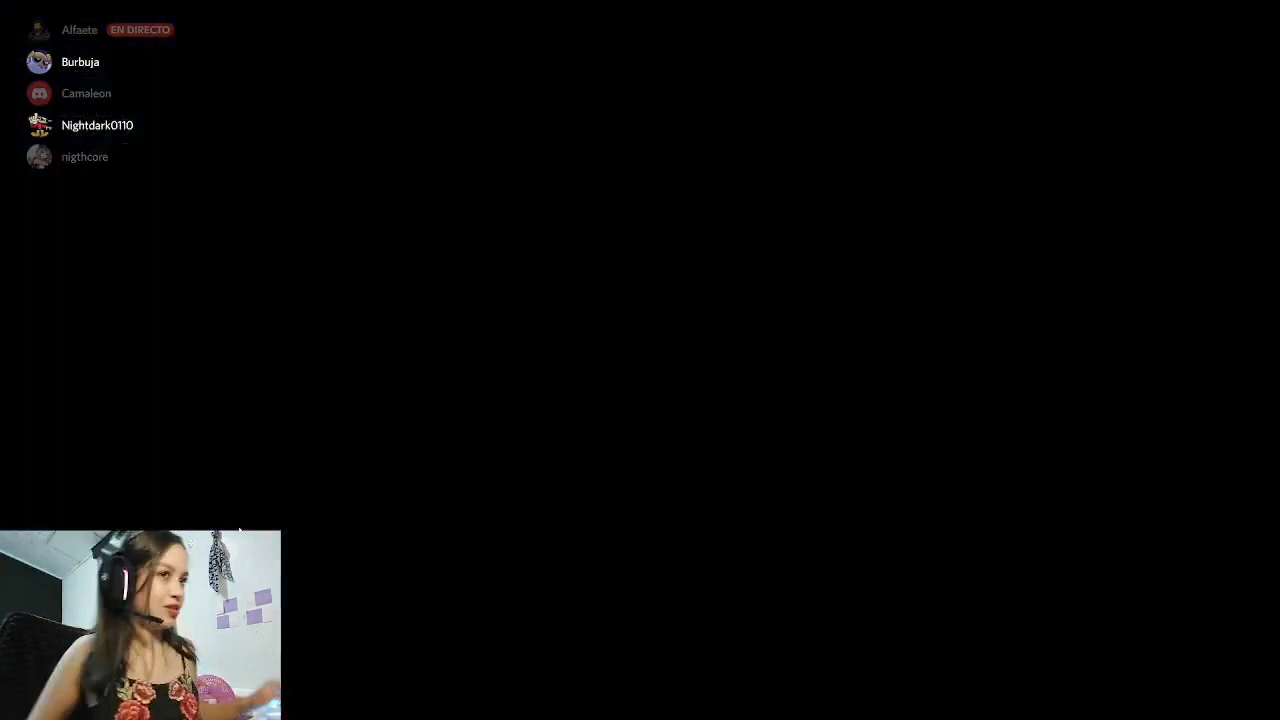 Alfaete EN DIRECTO
Burbuja
Camaleon
Nightdark0110
nigthcore